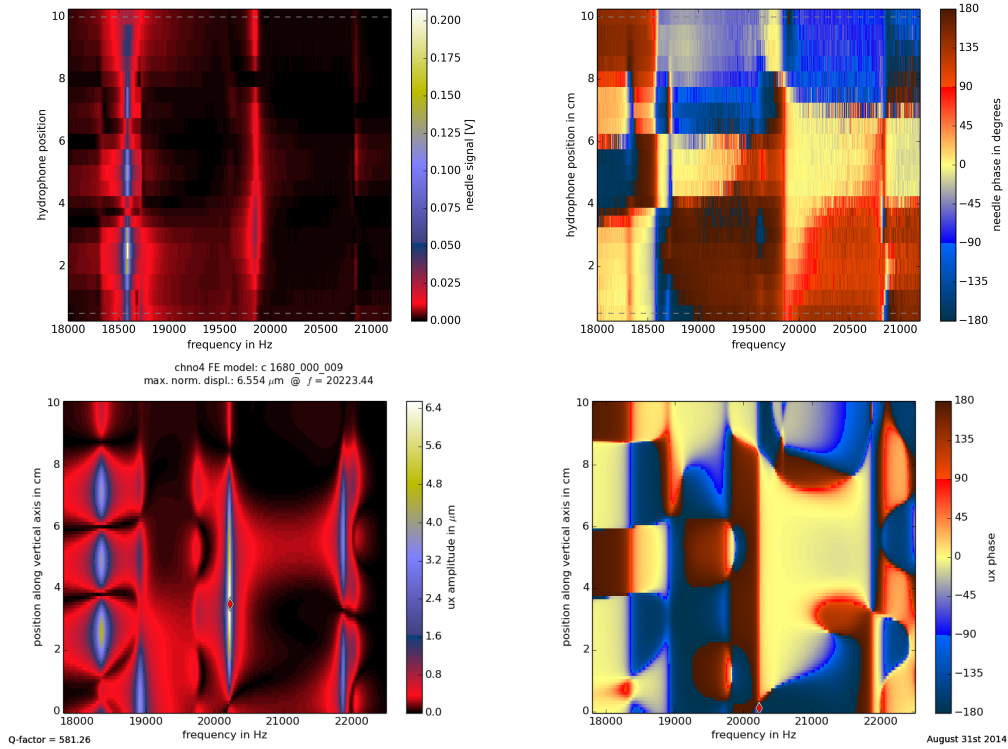 10
8
6
4
2
hydrophone position
18000 18500 19000 19500 20000 20500 21000
frequency in Hz
0.200
0.175
0.150
0.125
0.100
0.075
0.050
0.025
0.000
needle signal [V]
10
8
6
4
2
hydrophone position in cm
18000 18500 19000 19500 20000 20500 21000
frequency
180
135
90
45
0
−45
−90
−135
−180
needle phase in degrees
chno4 FE model: c 1680_000_009
max. norm. displ.: 6.554 μm @ f = 20223.44
10
8
6
4
2
0
position along vertical axis in cm
18000 19000 20000 21000 22000
frequency in Hz
6.4
5.6
4.8
4.0
3.2
2.4
1.6
0.8
0.0
ux amplitude in μm
10
8
6
4
2
0
position along vertical axis in cm
18000 19000 20000 21000 22000
frequency in Hz
180
135
90
45
0
−45
−90
−135
−180
ux phase
Q-factor = 581.26
August 31st 2014